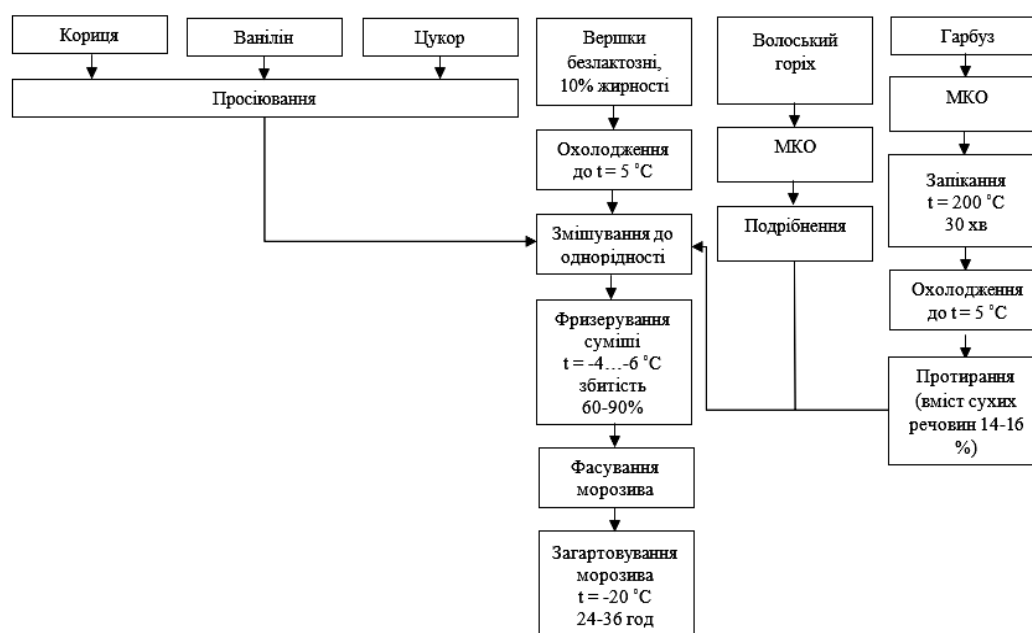 Кориця
Ванілін
Цукор
Просіювання
Вершки
безлактозні,
10% жирності
Охолодження
до t = 5 °C
Змішування до
однорідності
Фризерування
суміші
t = -4…-6 °C
збитість
60-90%
Фасування
морозива
Загартовування
морозива
t = -20 °C
24-36 год
Волоський
горіх
МКО
Подрібнення
Гарбуз
МКО
Запікання
t = 200 °C
30 хв
Охолодження
до t = 5 °C
Протирання
(вміст сухих
речовин 14-16
%)